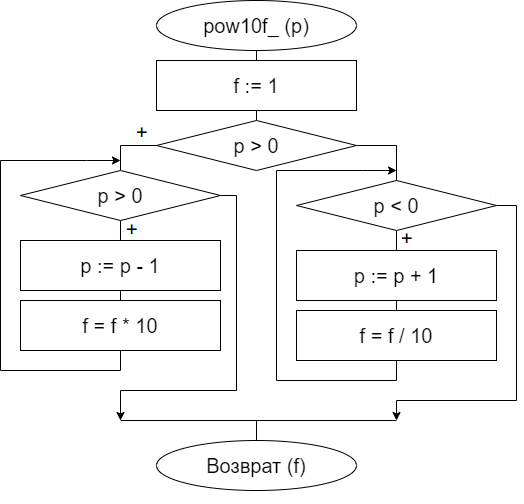 pow10f_ (p)
f := 1
+
p > 0
p > 0
p < 0
+
+
p := p - 1
p := p + 1
f = f * 10
f = f / 10
Возврат (f)